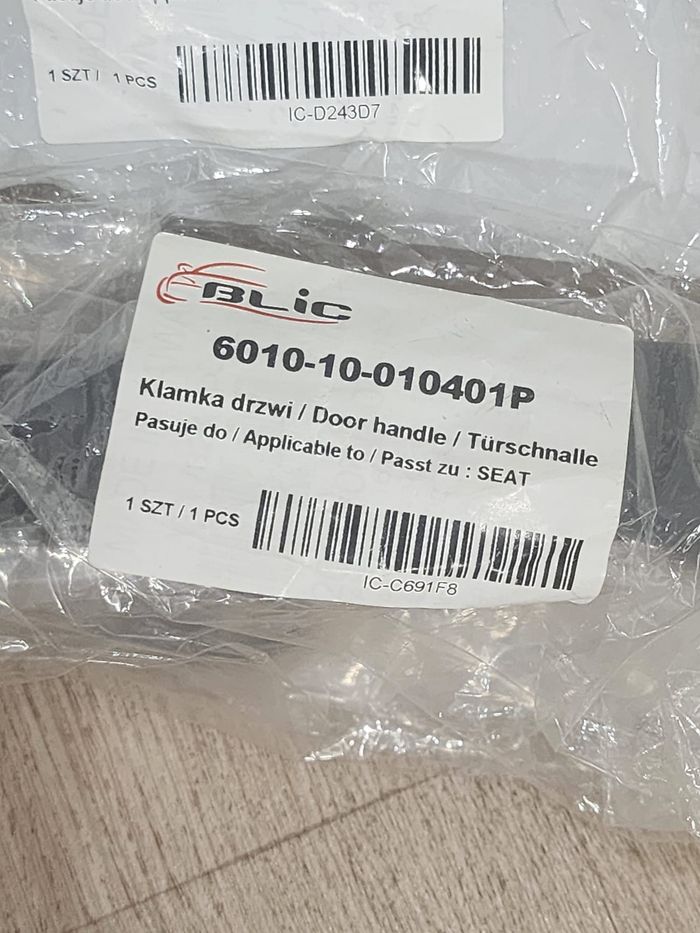 1 SZT / 1 PCS
IC-D243D7
BLiC
6010-10-010401P
Klamka drzwi / Door handle / Türschnalle
Pasuje do / Applicable to / Passt zu : SEAT
1 SZT / 1 PCS
IC-C691F8